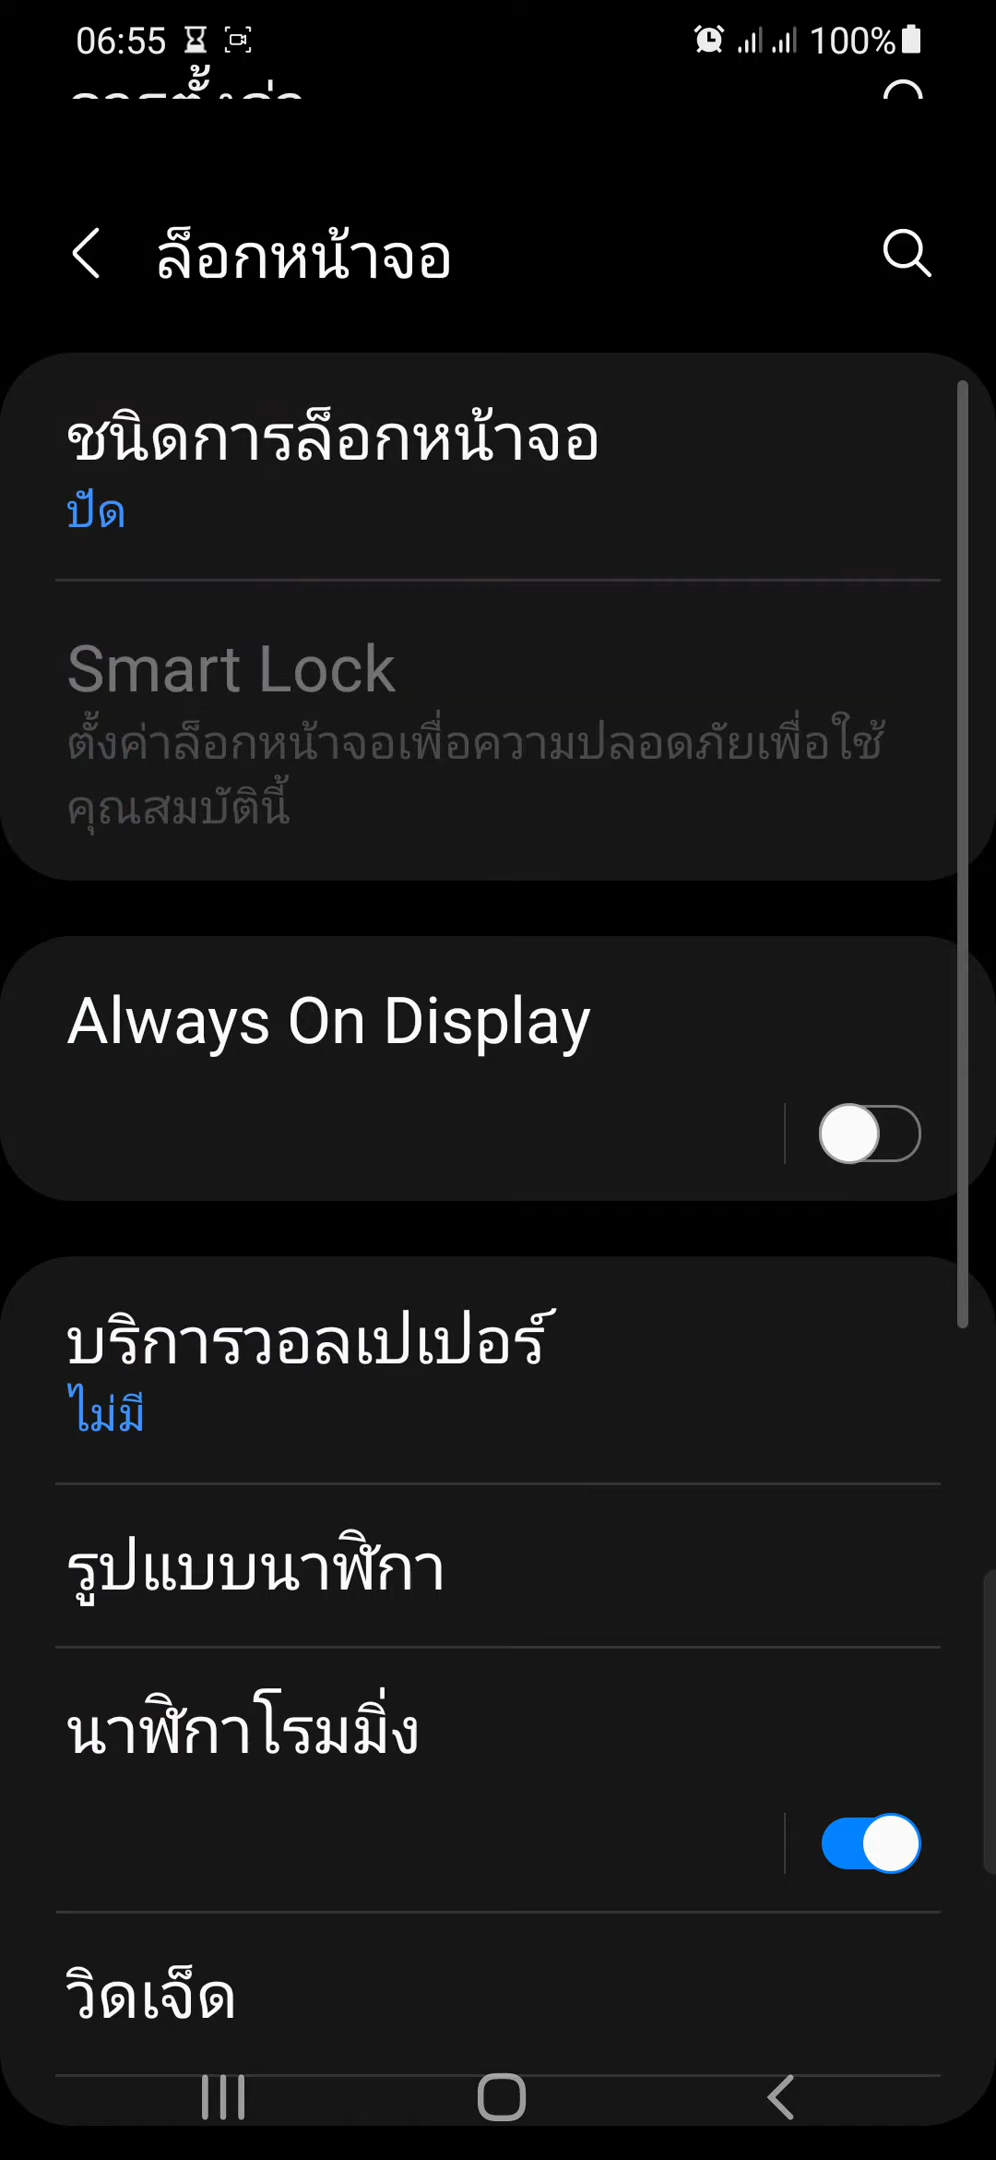 06:55
100%
ล็อกหน้าจอ
ชนิดการล็อกหน้าจอ
ปัด
Smart Lock
ตั้งค่าล็อกหน้าจอเพื่อความปลอดภัยเพื่อใช้
คุณสมบัตินี้
Always On Display
บริการวอลเปเปอร์
ไม่มี
รูปแบบนาฬิกา
นาฬิกาโรมมิ่ง
วิดเจ็ด